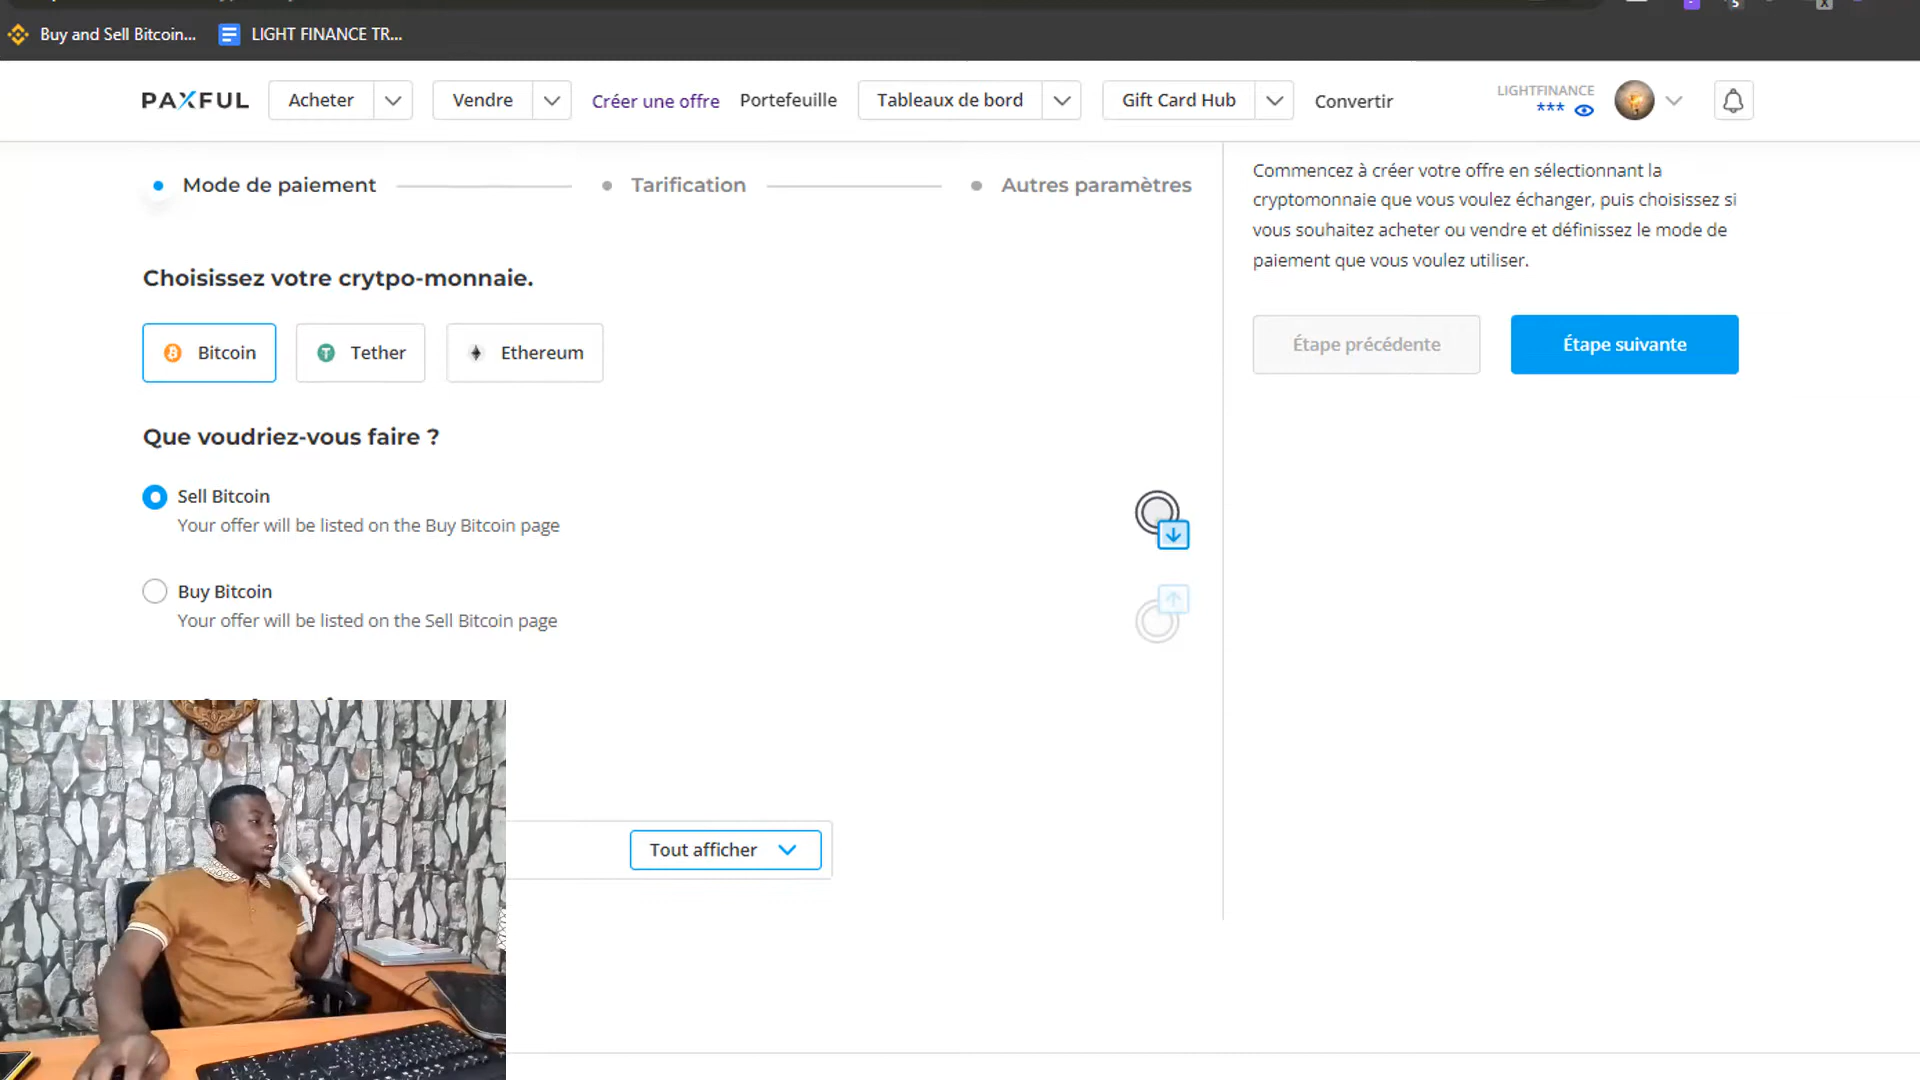 Buy and Sell Bitcoin... LIGHT FINANCE TR...
PAXFUL Acheter Vendre Créer une offre Portefeuille Tableaux de bord Gift Card Hub Convertir LIGHTFINANCE
***
Mode de paiement Tarification Autres paramètres
Choisissez votre crytpo-monnaie.
Bitcoin Tether Ethereum
Que voudriez-vous faire ?
Sell Bitcoin
Your offer will be listed on the Buy Bitcoin page
Buy Bitcoin
Your offer will be listed on the Sell Bitcoin page
Tout afficher
Commencez à créer votre offre en sélectionnant la
cryptomonnaie que vous voulez échanger, puis choisissez si
vous souhaitez acheter ou vendre et définissez le mode de
paiement que vous voulez utiliser.
Étape précédente Étape suivante